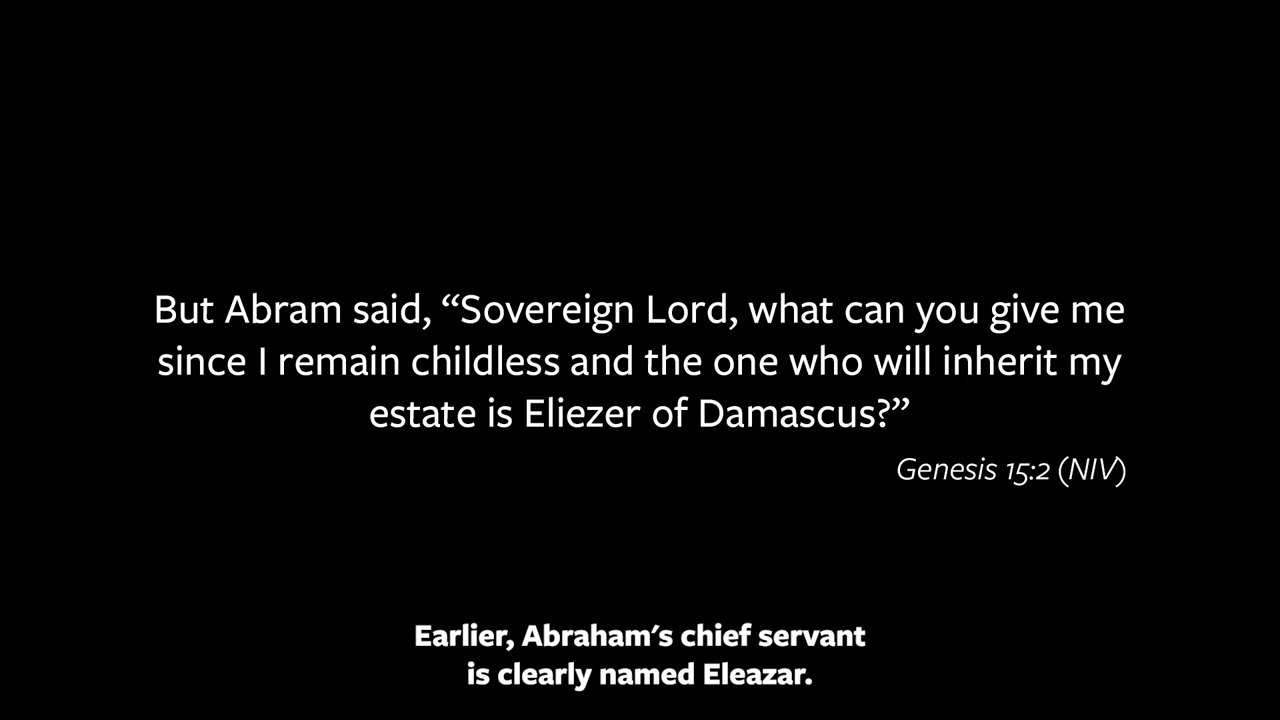 But Abram said, “Sovereign Lord, what can you give me
since I remain childless and the one who will inherit my
estate is Eliezer of Damascus?”
Genesis 15:2 (NIV)
Earlier, Abraham's chief servant
is clearly named Eleazar.